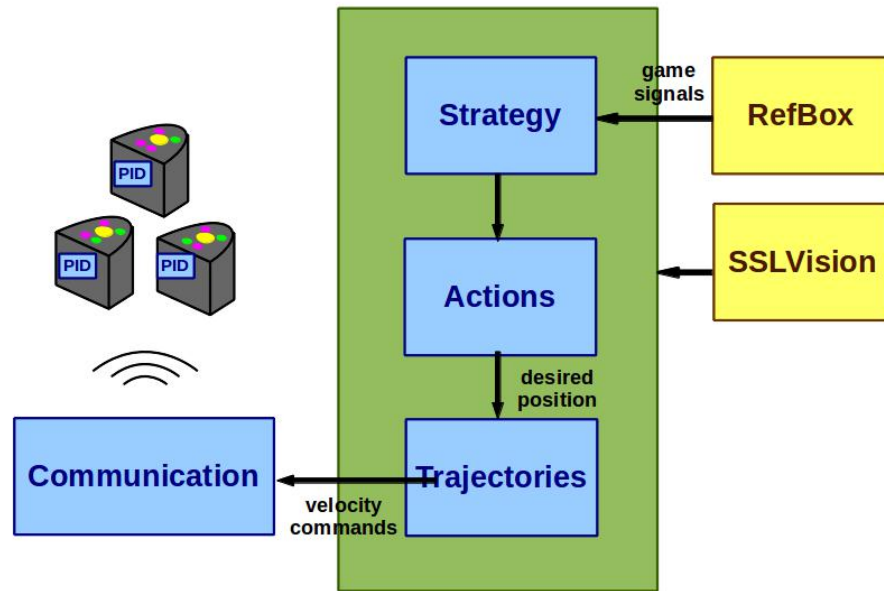 game
signals
Strategy
RefBox
PID
PID
PID
SSLVision
Actions
desired
position
Communication
Trajectories
velocity
commands